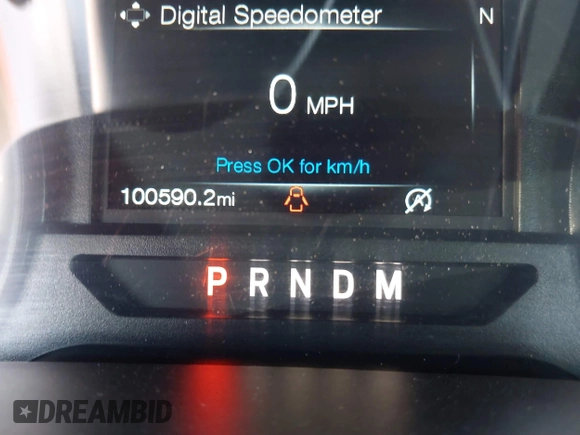 Digital Speedometer N
0 MPH
Press OK for km/h
100590.2mi
P R N D M
DREAMBID